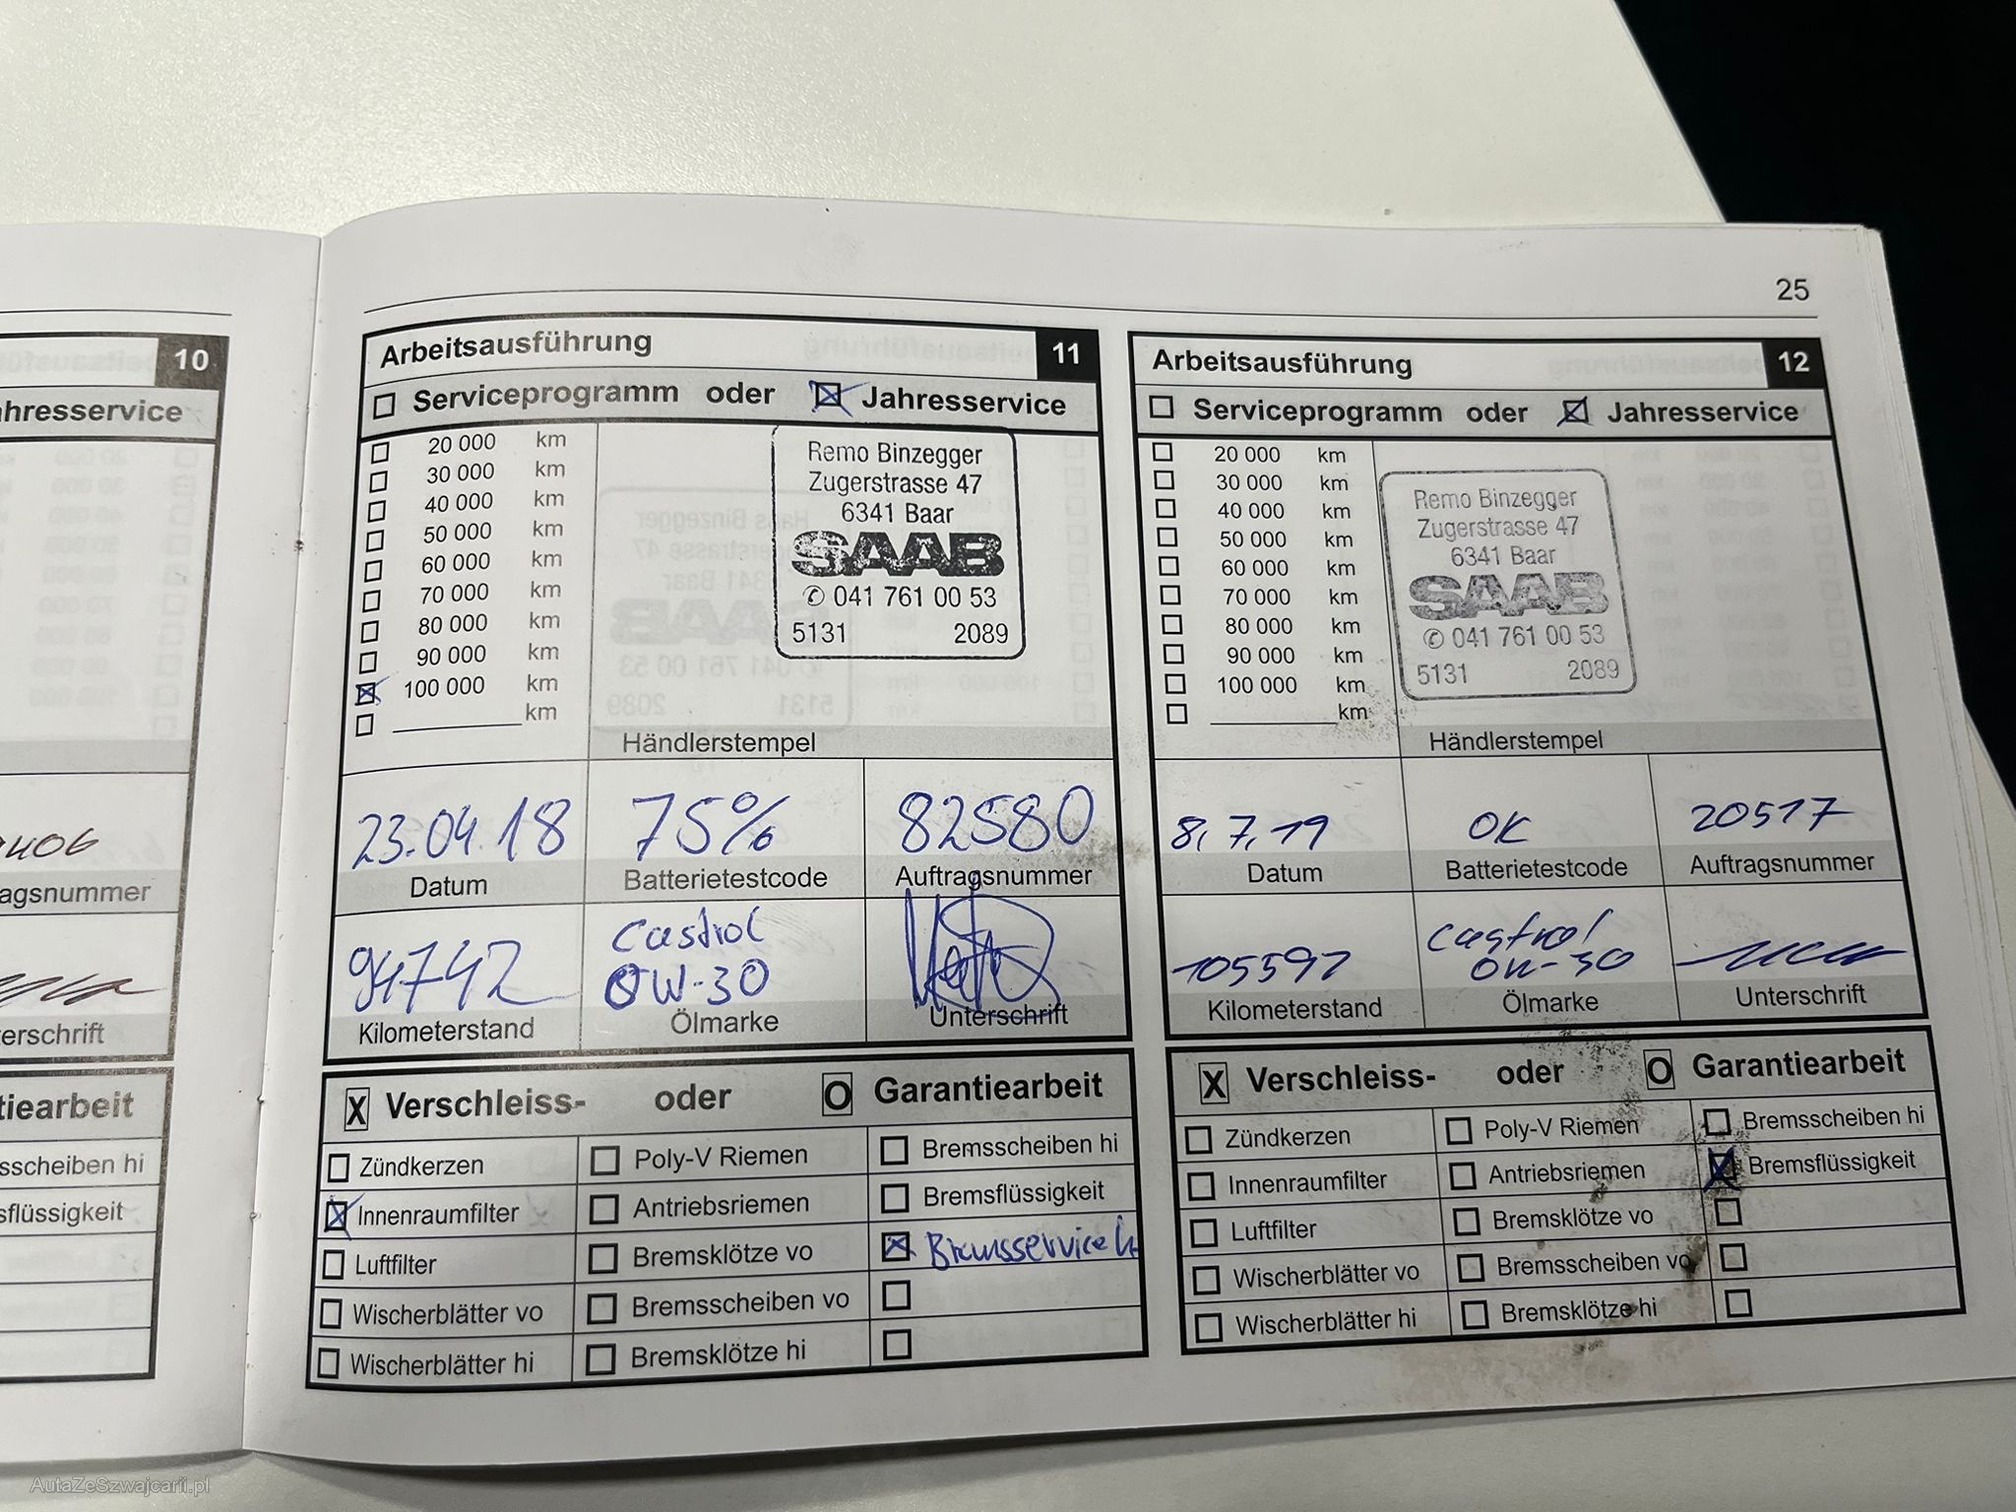 25
10
hresservice
agsnummer
erschrift
tiearbeit
sscheiben hi
sflüssigkeit
Arbeitsausführung 11
☐ Serviceprogramm oder ☒ Jahresservice
☐ 20 000 km
☐ 30 000 km
☐ 40 000 km
☐ 50 000 km
☐ 60 000 km
☐ 70 000 km
☐ 80 000 km
☐ 90 000 km
☒ 100 000 km
☐ ________ km
Remo Binzegger
Zugerstrasse 47
6341 Baar
SAAB
✆ 041 761 00 53
5131 2089
Händlerstempel
23.04.18 75% 82580
Datum Batterietestcode Auftragsnummer
94742 Castrol
0W-30
Kilometerstand Ölmarke Unterschrift
X Verschleiss- oder O Garantiearbeit
☐ Zündkerzen ☐ Poly-V Riemen ☐ Bremsscheiben hi
☒ Innenraumfilter ☐ Antriebsriemen ☐ Bremsflüssigkeit
☐ Luftfilter ☐ Bremsklötze vo ☒ Bremsservice h
☐ Wischerblätter vo ☐ Bremsscheiben vo ☐
☐ Wischerblätter hi ☐ Bremsklötze hi ☐
Arbeitsausführung 12
☐ Serviceprogramm oder ☒ Jahresservice
☐ 20 000 km
☐ 30 000 km
☐ 40 000 km
☐ 50 000 km
☐ 60 000 km
☐ 70 000 km
☐ 80 000 km
☐ 90 000 km
☐ 100 000 km
☐ ________ km
Remo Binzegger
Zugerstrasse 47
6341 Baar
SAAB
✆ 041 761 00 53
5131 2089
Händlerstempel
8.7.19 OK 20517
Datum Batterietestcode Auftragsnummer
105597 Castrol
0W-30
Kilometerstand Ölmarke Unterschrift
X Verschleiss- oder O Garantiearbeit
☐ Zündkerzen ☐ Poly-V Riemen ☐ Bremsscheiben hi
☐ Innenraumfilter ☐ Antriebsriemen ☒ Bremsflüssigkeit
☐ Luftfilter ☐ Bremsklötze vo ☐
☐ Wischerblätter vo ☐ Bremsscheiben vo ☐
☐ Wischerblätter hi ☐ Bremsklötze hi ☐
AutaZeSzwajcarii.pl